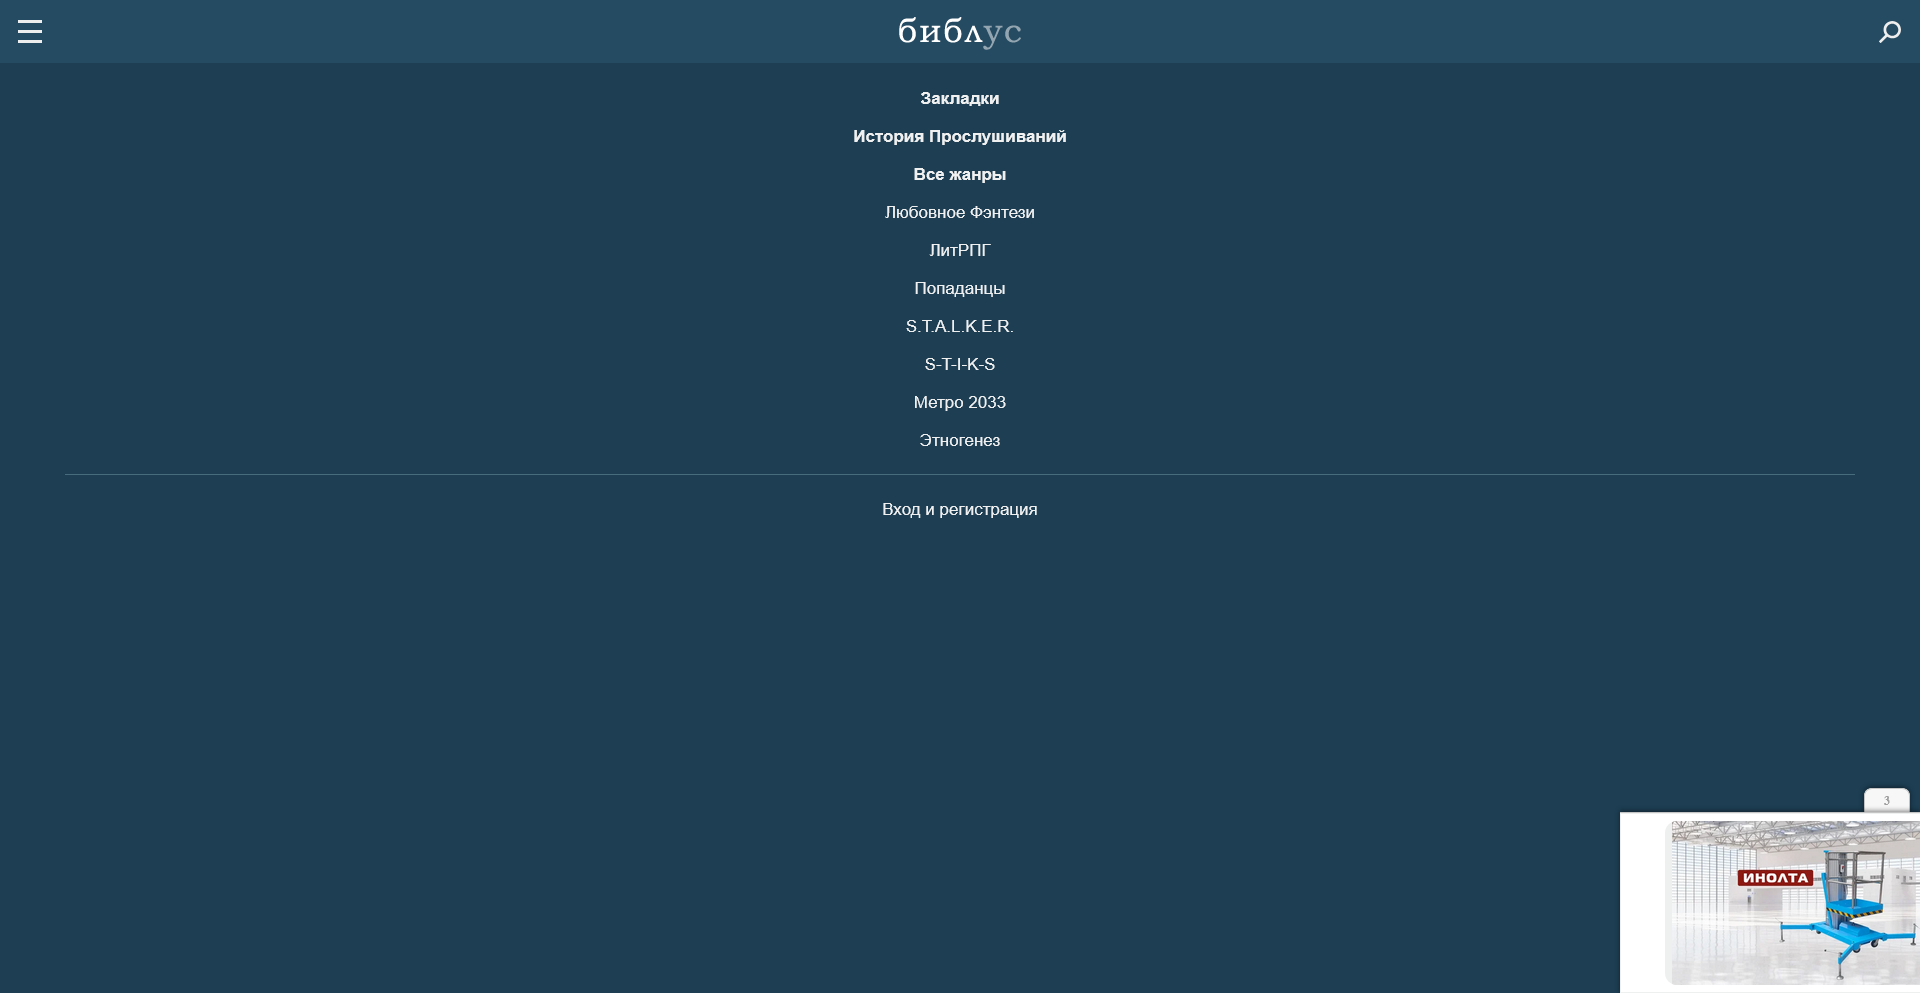 библус
Закладки
История Прослушиваний
Все жанры
Любовное Фэнтези
ЛитРПГ
Попаданцы
S.T.A.L.K.E.R.
S-T-I-K-S
Метро 2033
Этногенез
Вход и регистрация
3
ИНОЛТА